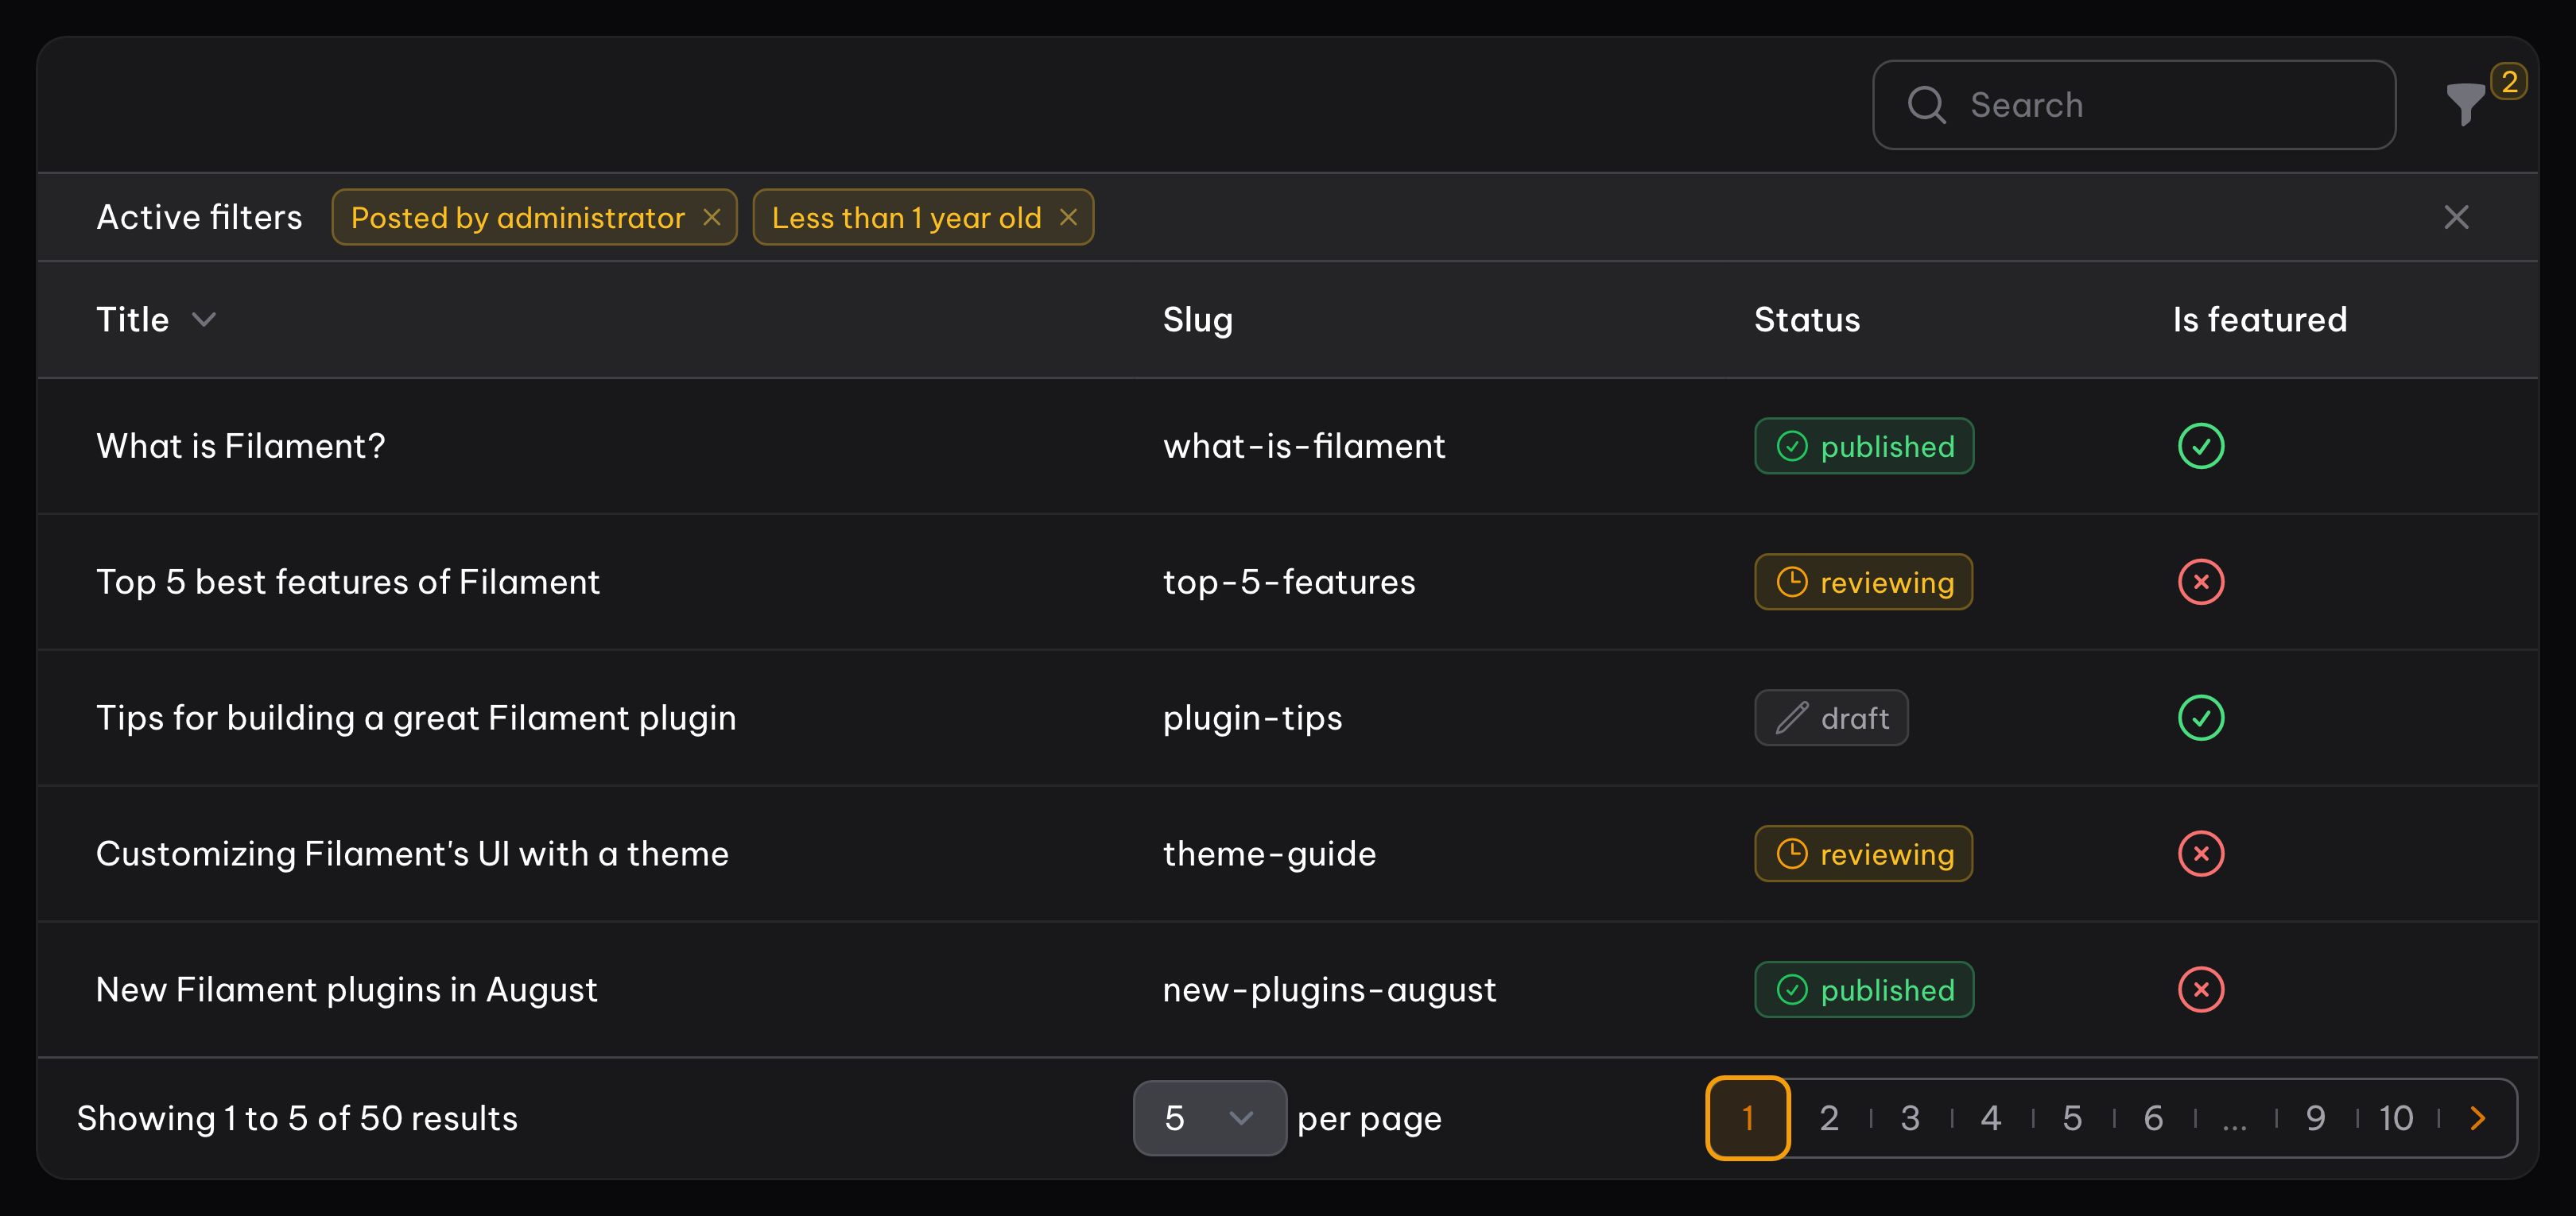 Search
2
Active filters Posted by administrator Less than 1 year old
Title Slug Status Is featured
What is Filament? what-is-filament published
Top 5 best features of Filament top-5-features reviewing
Tips for building a great Filament plugin plugin-tips draft
Customizing Filament's UI with a theme theme-guide reviewing
New Filament plugins in August new-plugins-august published
Showing 1 to 5 of 50 results 5 per page 1 2 3 4 5 6 ... 9 10